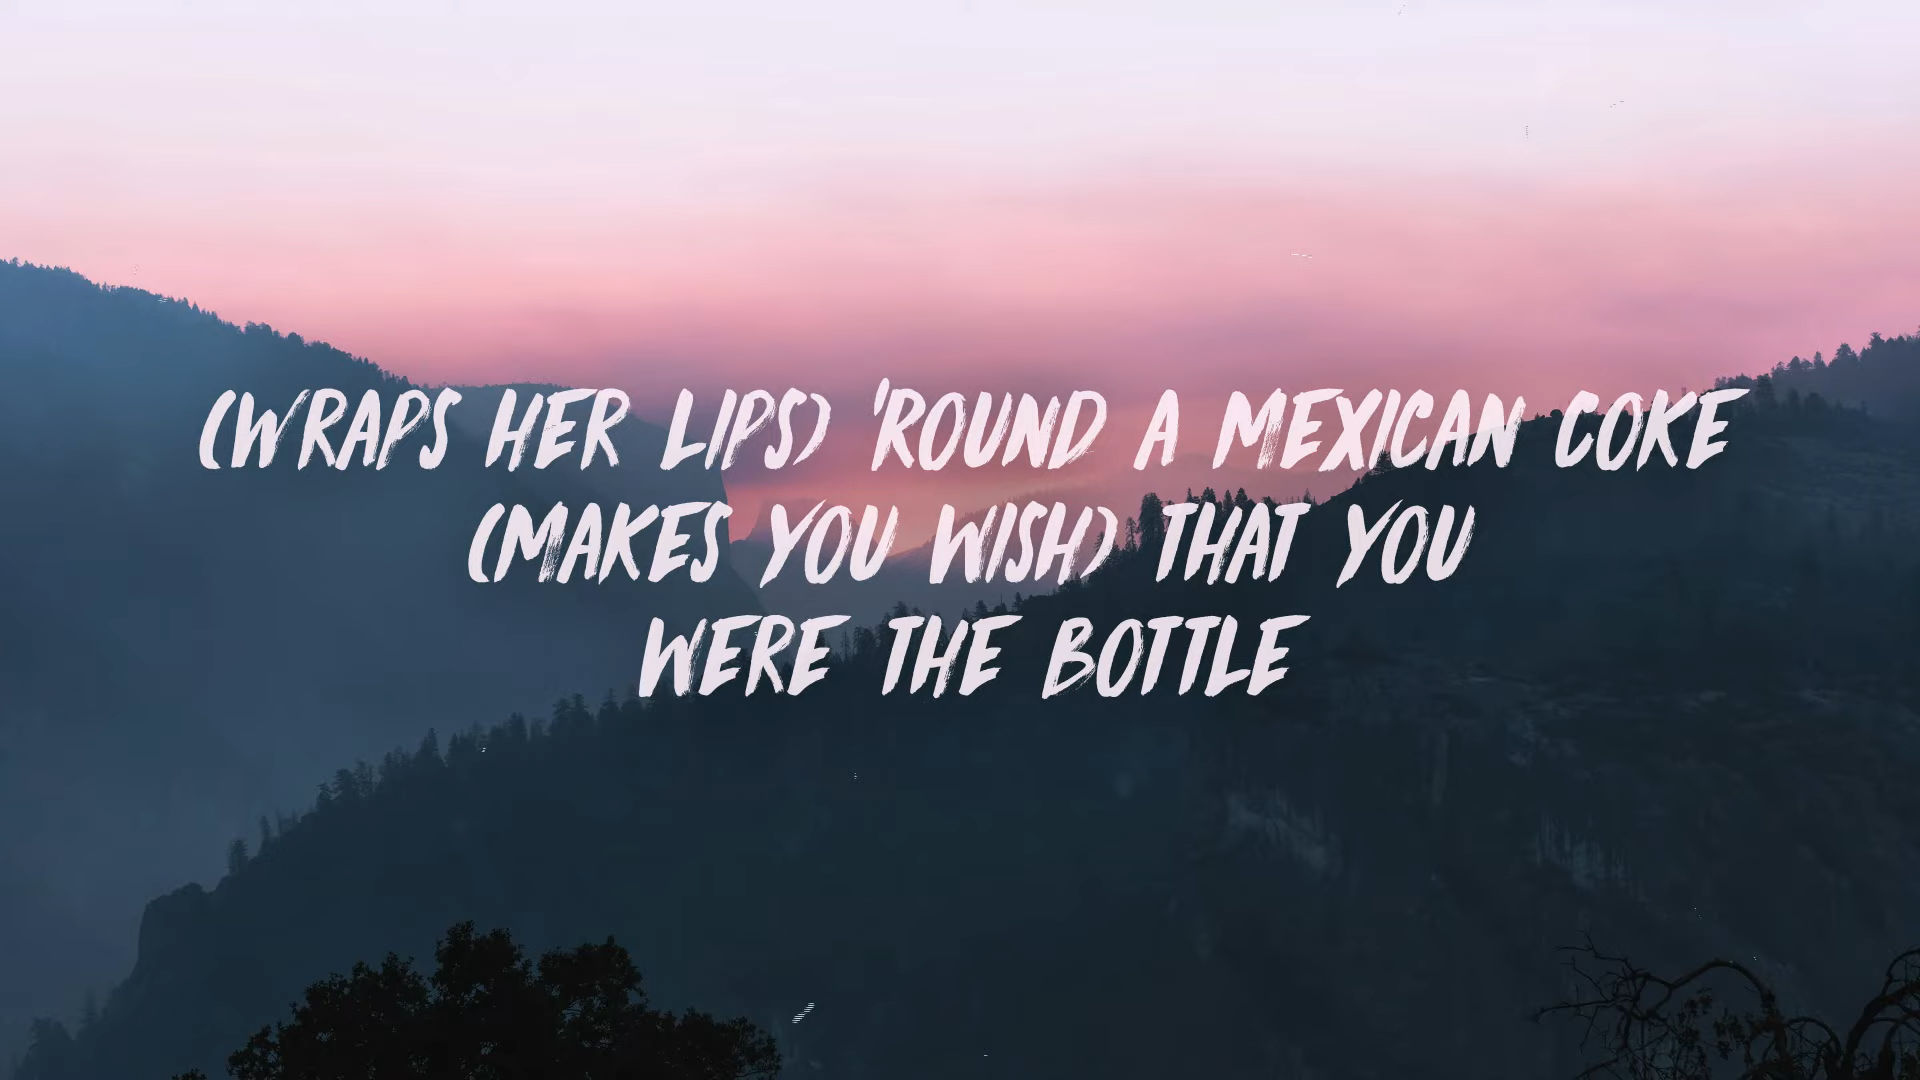 (WRAPS HER LIPS) 'ROUND A MEXICAN COKE
(MAKES YOU WISH) THAT YOU
WERE THE BOTTLE